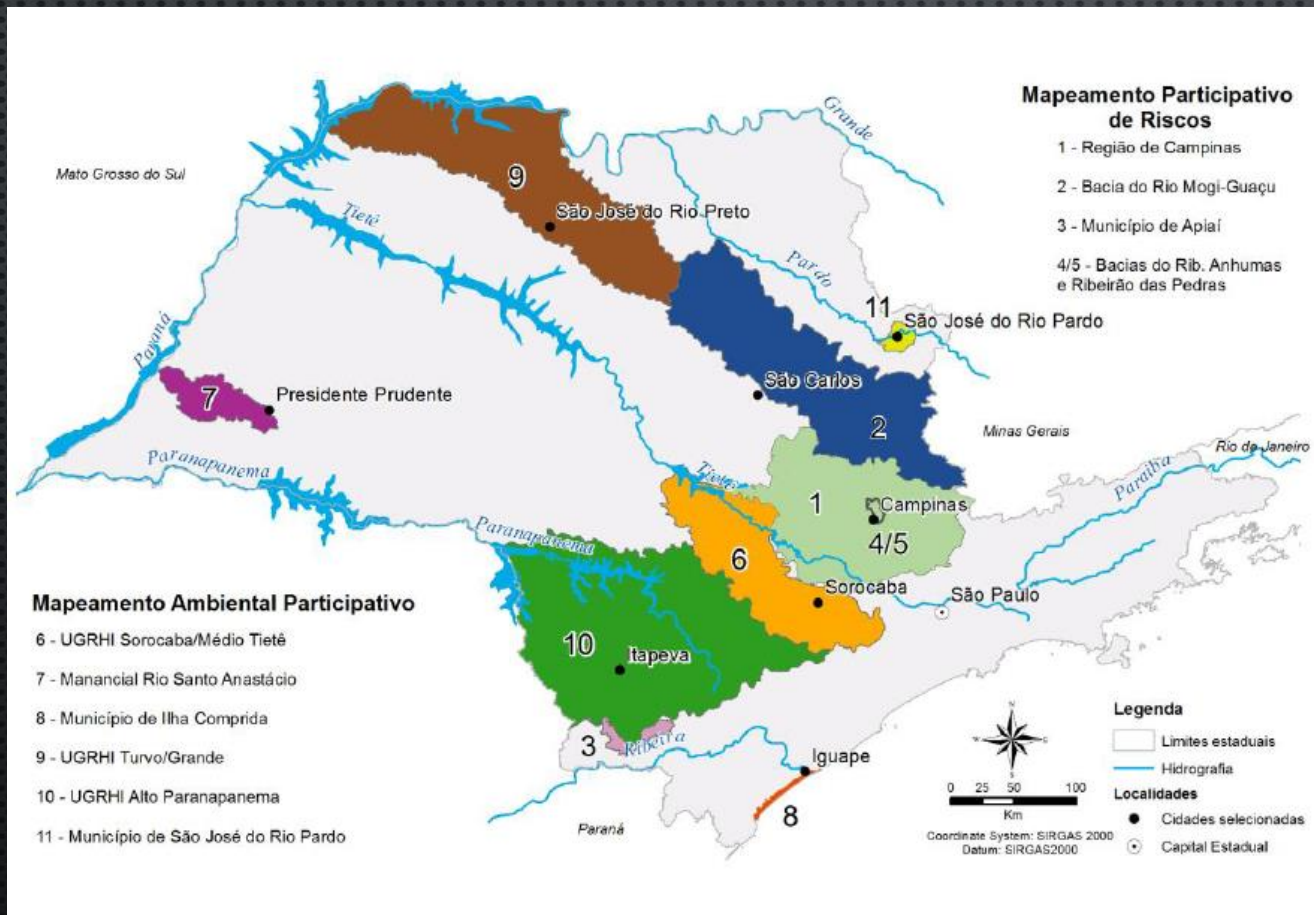 Mapeamento Participativo
de Riscos
1 - Região de Campinas
2 - Bacia do Rio Mogi-Guaçu
3 - Município de Apiaí
4/5 - Bacias do Rib. Anhumas
e Ribeirão das Pedras
Grande
Mato Grosso do Sul
9
São José do Rio Preto
Tietê
Pardo
11
São José do Rio Pardo
Paraná
7
Presidente Prudente
São Carlos
2
Minas Gerais
Rio de Janeiro
Paraíba
Paranapanema
Tietê
1
Campinas
4/5
Paranapanema
6
Sorocaba
São Paulo
10
Itapeva
3
Ribeira
Iguape
8
Paraná
Mapeamento Ambiental Participativo
6 - UGRHI Sorocaba/Médio Tietê
7 - Manancial Rio Santo Anastácio
8 - Município de Ilha Comprida
9 - UGRHI Turvo/Grande
10 - UGRHI Alto Paranapanema
11 - Município de São José do Rio Pardo
N
S
0 25 50 100
Km
Coordinate System: SIRGAS 2000
Datum: SIRGAS2000
Legenda
Limites estaduais
Hidrografia
Localidades
Cidades selecionadas
Capital Estadual